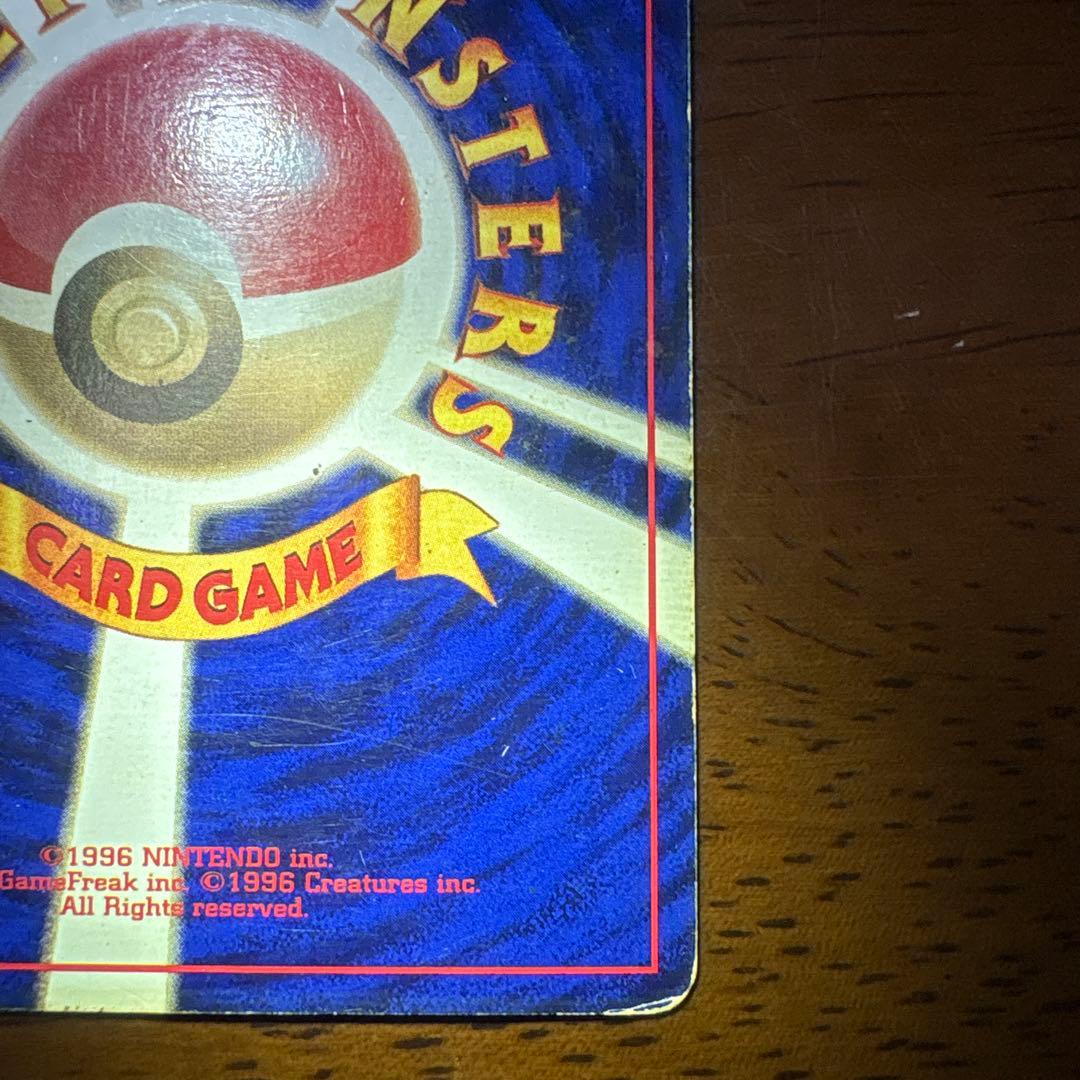 NSTERS
CARD GAME
©1996 NINTENDO inc.
GameFreak inc. ©1996 Creatures inc.
All Rights reserved.